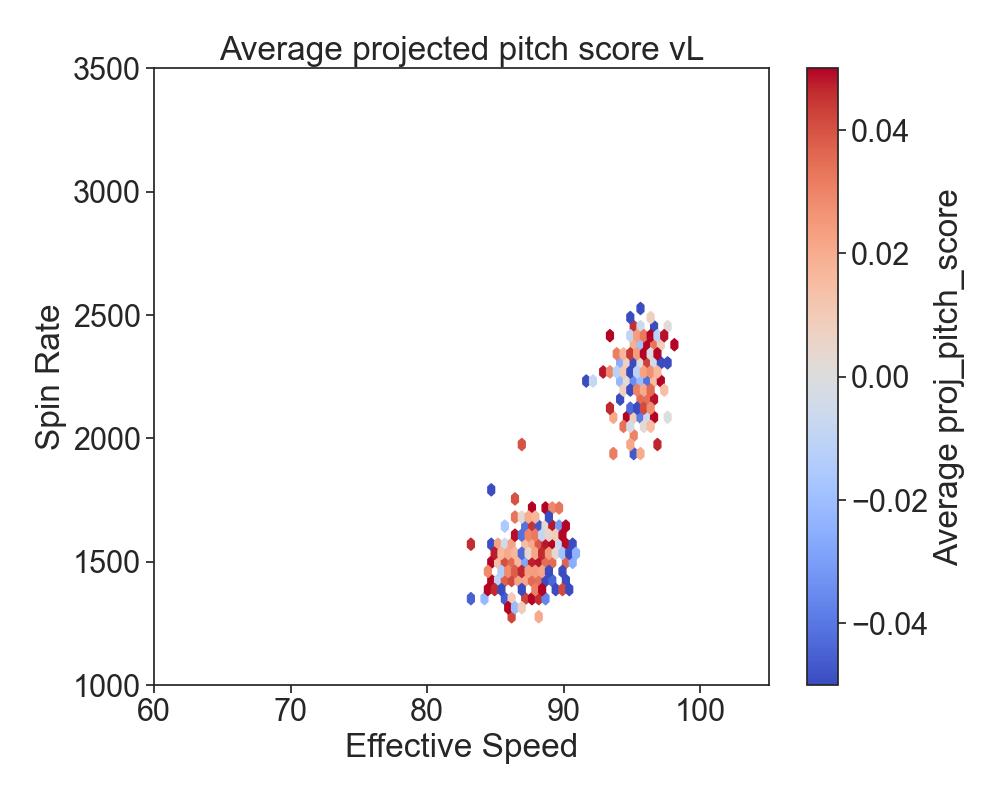 Average projected pitch score vL
3500
3000
2500
2000
1500
1000
Spin Rate
60 70 80 90 100
Effective Speed
0.04
0.02
0.00
−0.02
−0.04
Average proj_pitch_score